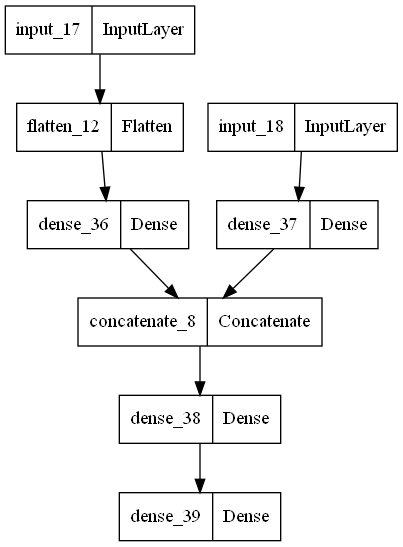 input_17 InputLayer
flatten_12 Flatten
input_18 InputLayer
dense_36 Dense
dense_37 Dense
concatenate_8 Concatenate
dense_38 Dense
dense_39 Dense